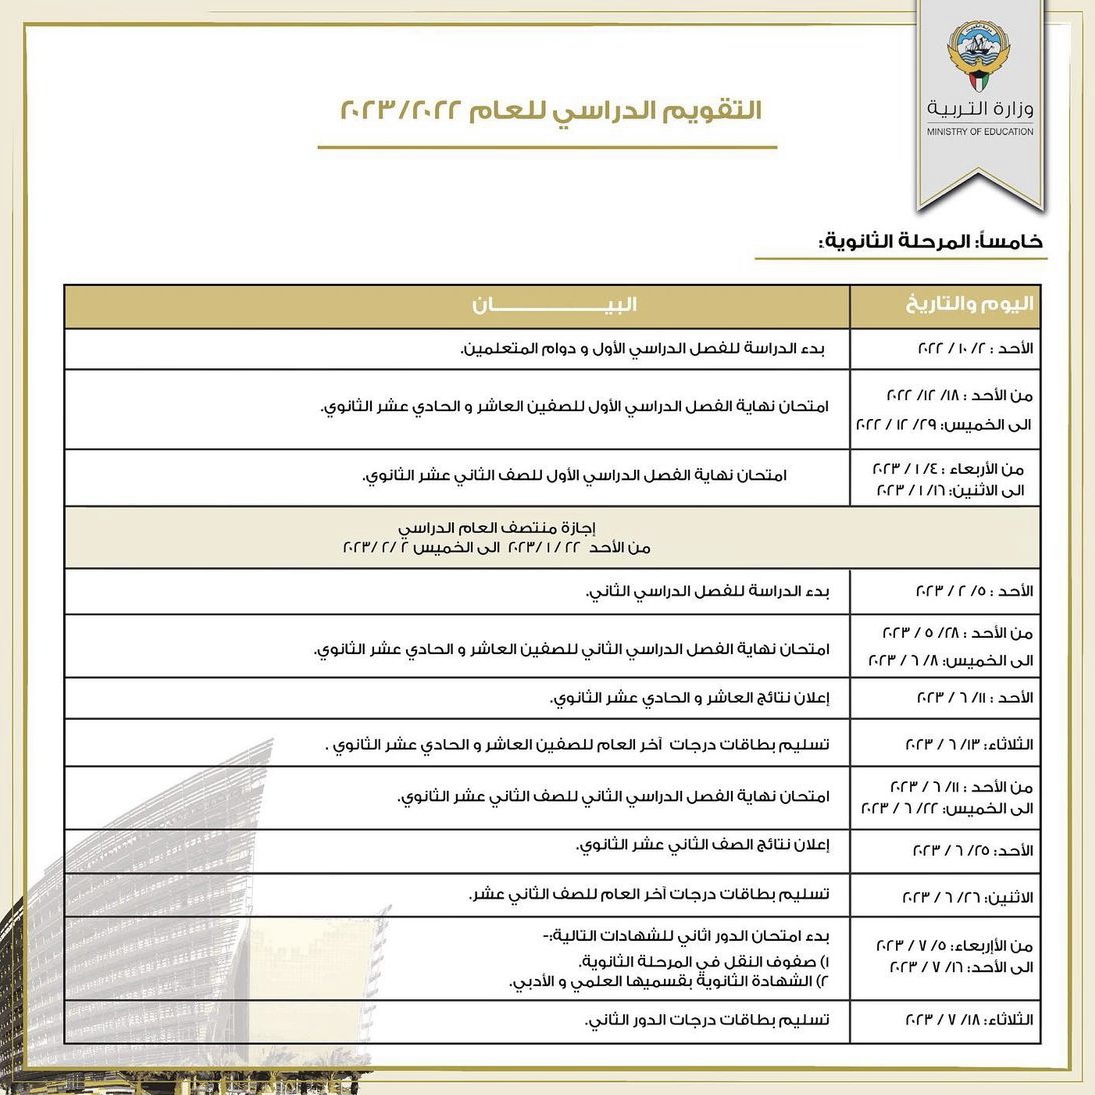 وزارة التربية
MINISTRY OF EDUCATION
التقويم الدراسي للعام ٢٠٢٣/٢٠٢٢
خامساً: المرحلة الثانوية:
اليوم والتاريخ
البيـــــــــــــان
الأحد : ١٠/٢ / ٢٠٢٢
بدء الدراسة للفصل الدراسي الأول و دوام المتعلمين.
من الأحد : ١٢/١٨/ ٢٠٢٢
الى الخميس: ١٢/٢٩ / ٢٠٢٢
امتحان نهاية الفصل الدراسي الأول للصفين العاشر و الحادي عشر الثانوي.
من الأربعاء : ١/٤ / ٢٠٢٣
الى الاثنين: ١/١٦ / ٢٠٢٣
امتحان نهاية الفصل الدراسي الأول للصف الثاني عشر الثانوي.
إجازة منتصف العام الدراسي
من الأحد ٢٢ /١ /٢٠٢٣ الى الخميس ٢ /٢ /٢٠٢٣
الأحد : ٢/٥ / ٢٠٢٣
بدء الدراسة للفصل الدراسي الثاني.
من الأحد : ٥/٢٨ / ٢٠٢٣
الى الخميس: ٦/٨ / ٢٠٢٣
امتحان نهاية الفصل الدراسي الثاني للصفين العاشر و الحادي عشر الثانوي.
الأحد : ٦/١١ / ٢٠٢٣
إعلان نتائج العاشر و الحادي عشر الثانوي.
الثلاثاء: ٦/١٣ / ٢٠٢٣
تسليم بطاقات درجات آخر العام للصفين العاشر و الحادي عشر الثانوي .
من الأحد : ٦/١١ / ٢٠٢٣
الى الخميس: ٦/٢٢ / ٢٠٢٣
امتحان نهاية الفصل الدراسي الثاني للصف الثاني عشر الثانوي.
الأحد: ٦/٢٥ / ٢٠٢٣
إعلان نتائج الصف الثاني عشر الثانوي.
الاثنين: ٦/٢٦ / ٢٠٢٣
تسليم بطاقات درجات آخر العام للصف الثاني عشر.
من الأاربعاء: ٧/٥ / ٢٠٢٣
الى الأحد: ٧/١٦ / ٢٠٢٣
بدء امتحان الدور اثاني للشهادات التالية:-
١) صفوف النقل في المرحلة الثانوية.
٢) الشهادة الثانوية بقسميها العلمي و الأدبي.
الثلاثاء: ٧/١٨ / ٢٠٢٣
تسليم بطاقات درجات الدور الثاني.